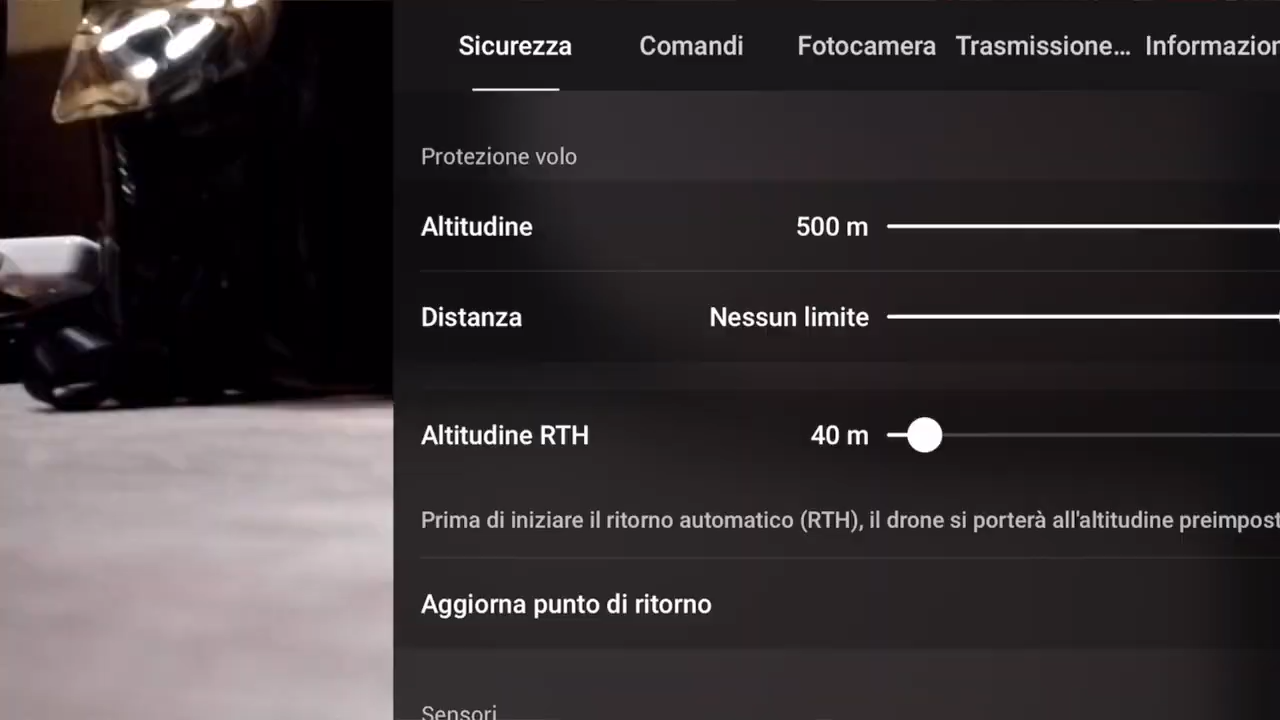 Sicurezza Comandi Fotocamera Trasmissione... Informazion
Protezione volo
Altitudine 500 m
Distanza Nessun limite
Altitudine RTH 40 m
Prima di iniziare il ritorno automatico (RTH), il drone si porterà all'altitudine preimpost
Aggiorna punto di ritorno
Sensori